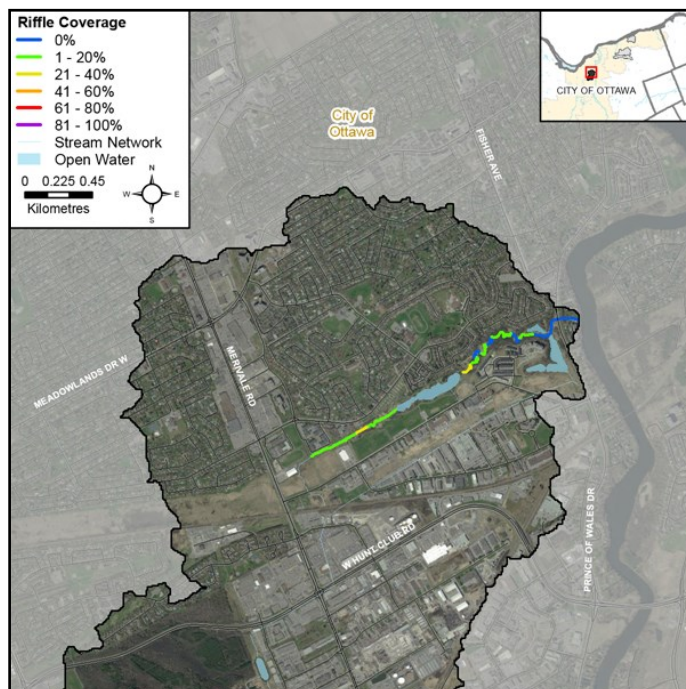 Riffle Coverage
0%
1 - 20%
21 - 40%
41 - 60%
61 - 80%
81 - 100%
Stream Network
Open Water
0 0.225 0.45
Kilometres
N
W E
S
CITY OF OTTAWA
City of
Ottawa
FISHER AVE
MEADOWLANDS DR W
MERIVALE RD
W HUNT CLUB RD
PRINCE OF WALES DR